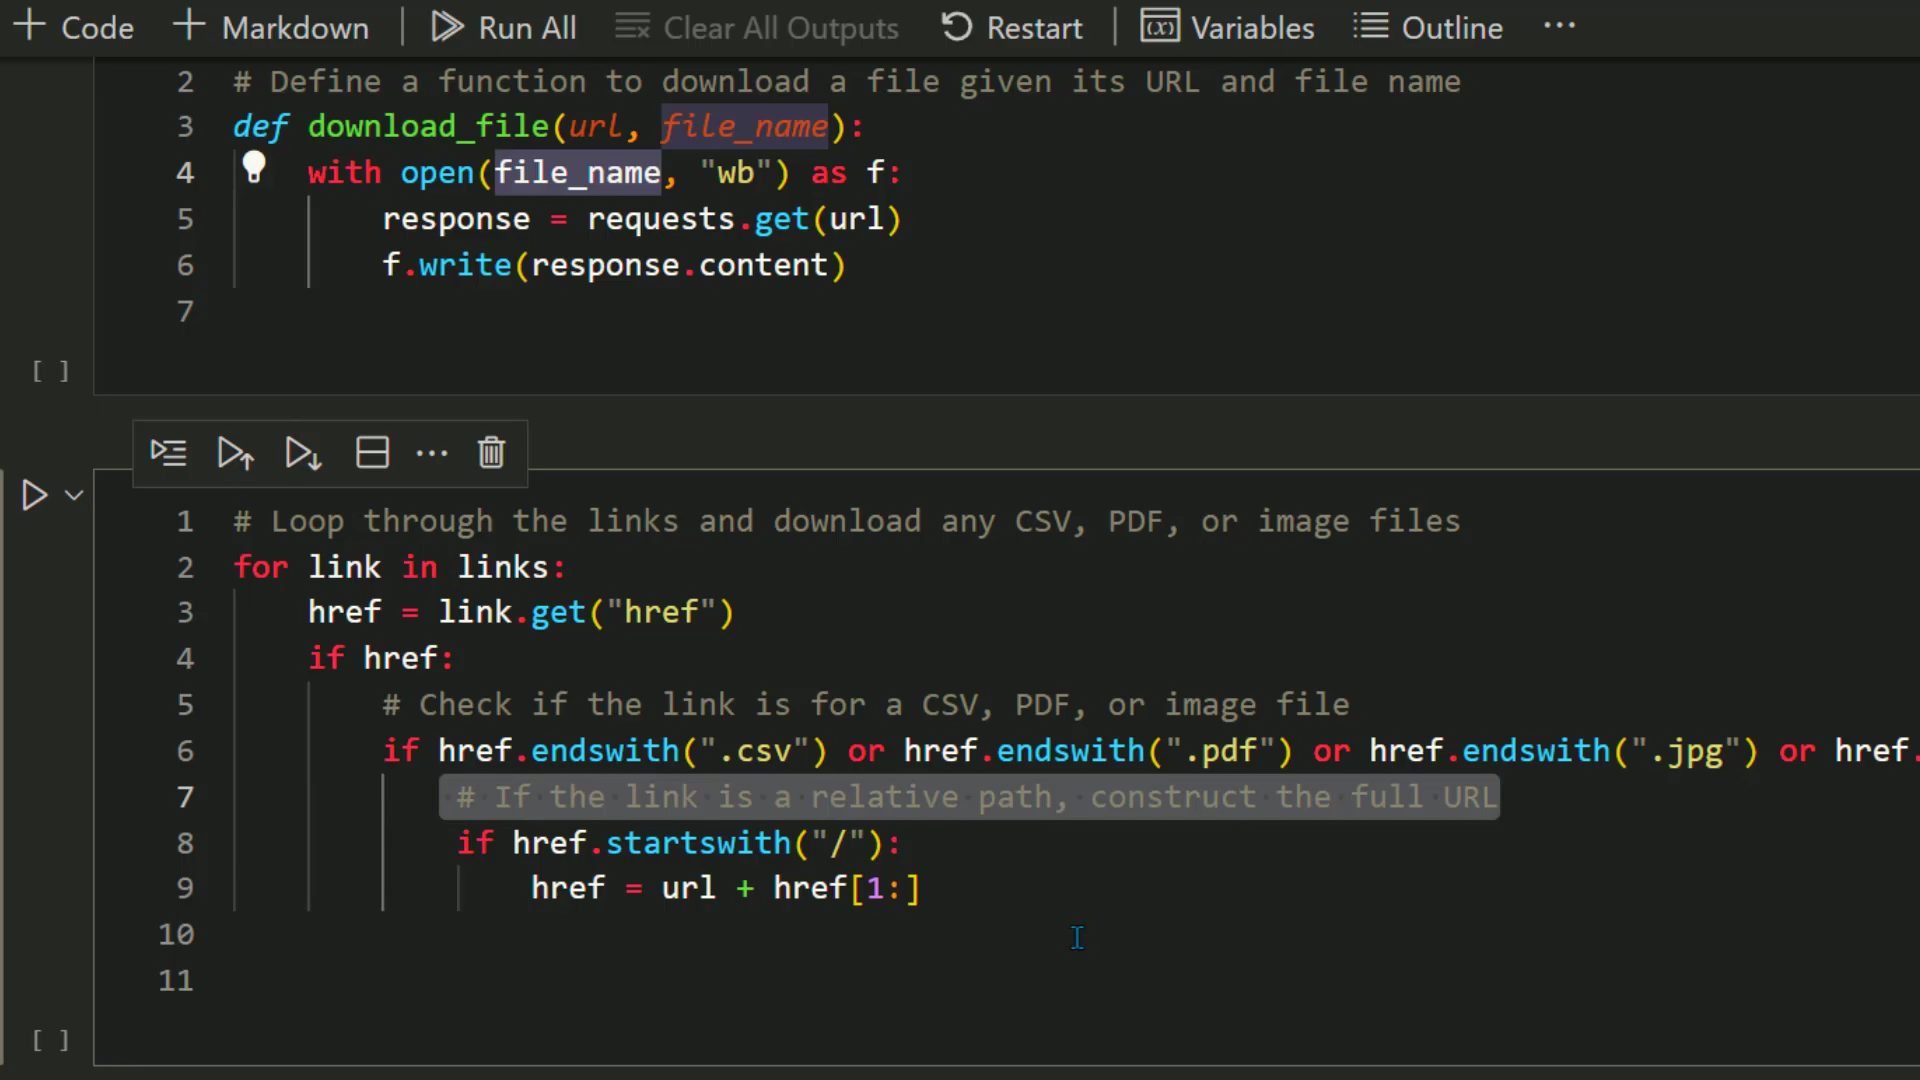 + Code + Markdown | Run All Clear All Outputs Restart | (x) Variables Outline ...
2 # Define a function to download a file given its URL and file name
3 def download_file(url, file_name):
4 with open(file_name, "wb") as f:
5 response = requests.get(url)
6 f.write(response.content)
7
[ ]
1 # Loop through the links and download any CSV, PDF, or image files
2 for link in links:
3 href = link.get("href")
4 if href:
5 # Check if the link is for a CSV, PDF, or image file
6 if href.endswith(".csv") or href.endswith(".pdf") or href.endswith(".jpg") or href.
7 # If the link is a relative path, construct the full URL
8 if href.startswith("/"):
9 href = url + href[1:]
10
11
[ ]